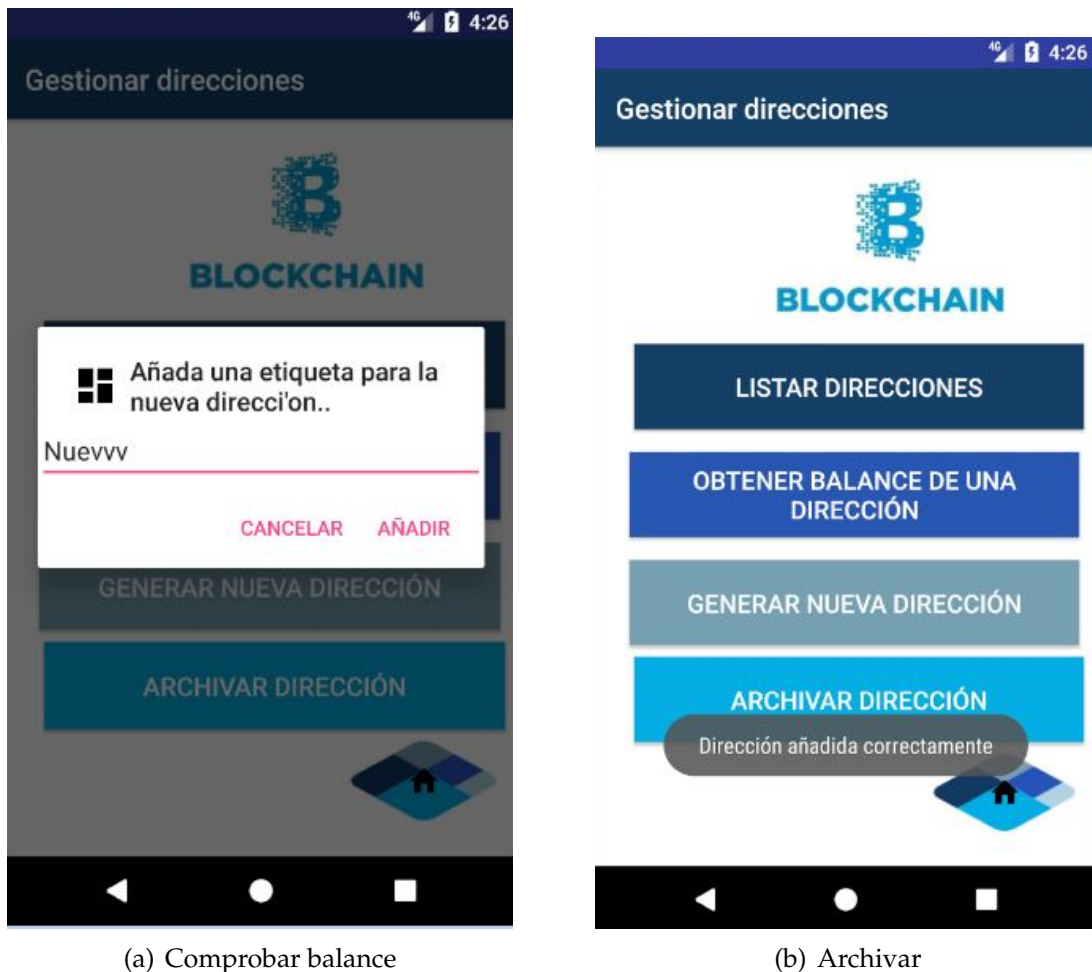 4G 4:26
Gestionar direcciones
BLOCKCHAIN
Añada una etiqueta para la
nueva direcci'on..
Nuevvv
CANCELAR AÑADIR
GENERAR NUEVA DIRECCIÓN
ARCHIVAR DIRECCIÓN
(a) Comprobar balance
4G 4:26
Gestionar direcciones
BLOCKCHAIN
LISTAR DIRECCIONES
OBTENER BALANCE DE UNA
DIRECCIÓN
GENERAR NUEVA DIRECCIÓN
ARCHIVAR DIRECCIÓN
Dirección añadida correctamente
(b) Archivar